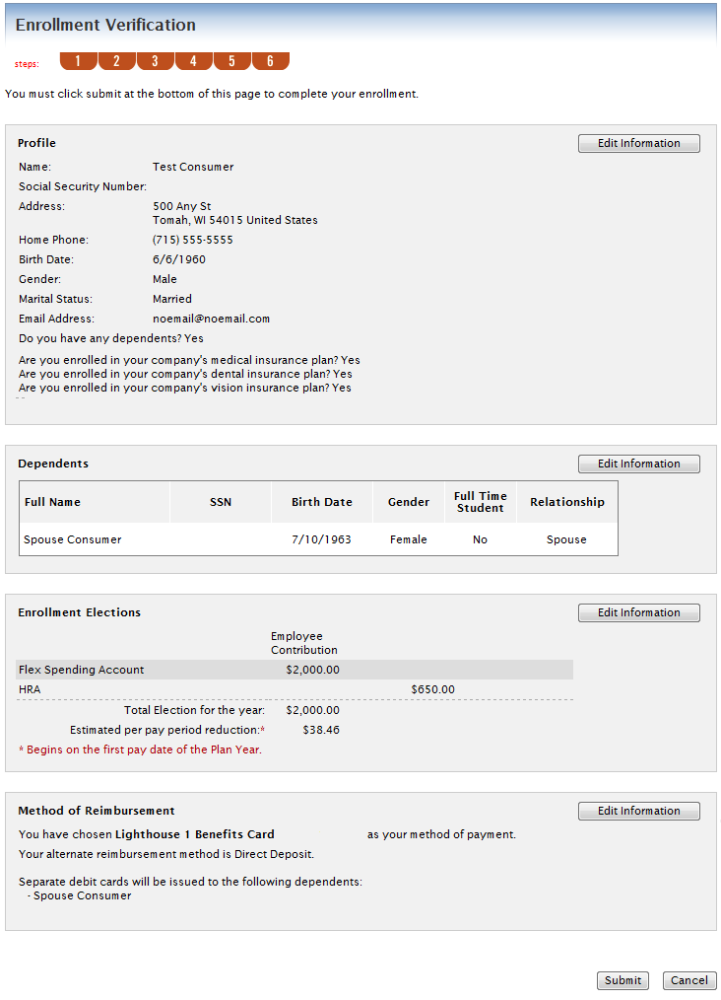 Enrollment Verification
steps: 1 2 3 4 5 6
You must click submit at the bottom of this page to complete your enrollment.
Profile Edit Information
Name: Test Consumer
Social Security Number:
Address: 500 Any St
Tomah, WI 54015 United States
Home Phone: (715) 555-5555
Birth Date: 6/6/1960
Gender: Male
Marital Status: Married
Email Address: noemail@noemail.com
Do you have any dependents? Yes
Are you enrolled in your company's medical insurance plan? Yes
Are you enrolled in your company's dental insurance plan? Yes
Are you enrolled in your company's vision insurance plan? Yes
Dependents Edit Information
Full Name SSN Birth Date Gender Full Time Student Relationship
Spouse Consumer 7/10/1963 Female No Spouse
Enrollment Elections Edit Information
Employee
Contribution
Flex Spending Account $2,000.00
HRA $650.00
Total Election for the year: $2,000.00
Estimated per pay period reduction:* $38.46
* Begins on the first pay date of the Plan Year.
Method of Reimbursement Edit Information
You have chosen Lighthouse 1 Benefits Card as your method of payment.
Your alternate reimbursement method is Direct Deposit.
Separate debit cards will be issued to the following dependents:
- Spouse Consumer
Submit Cancel